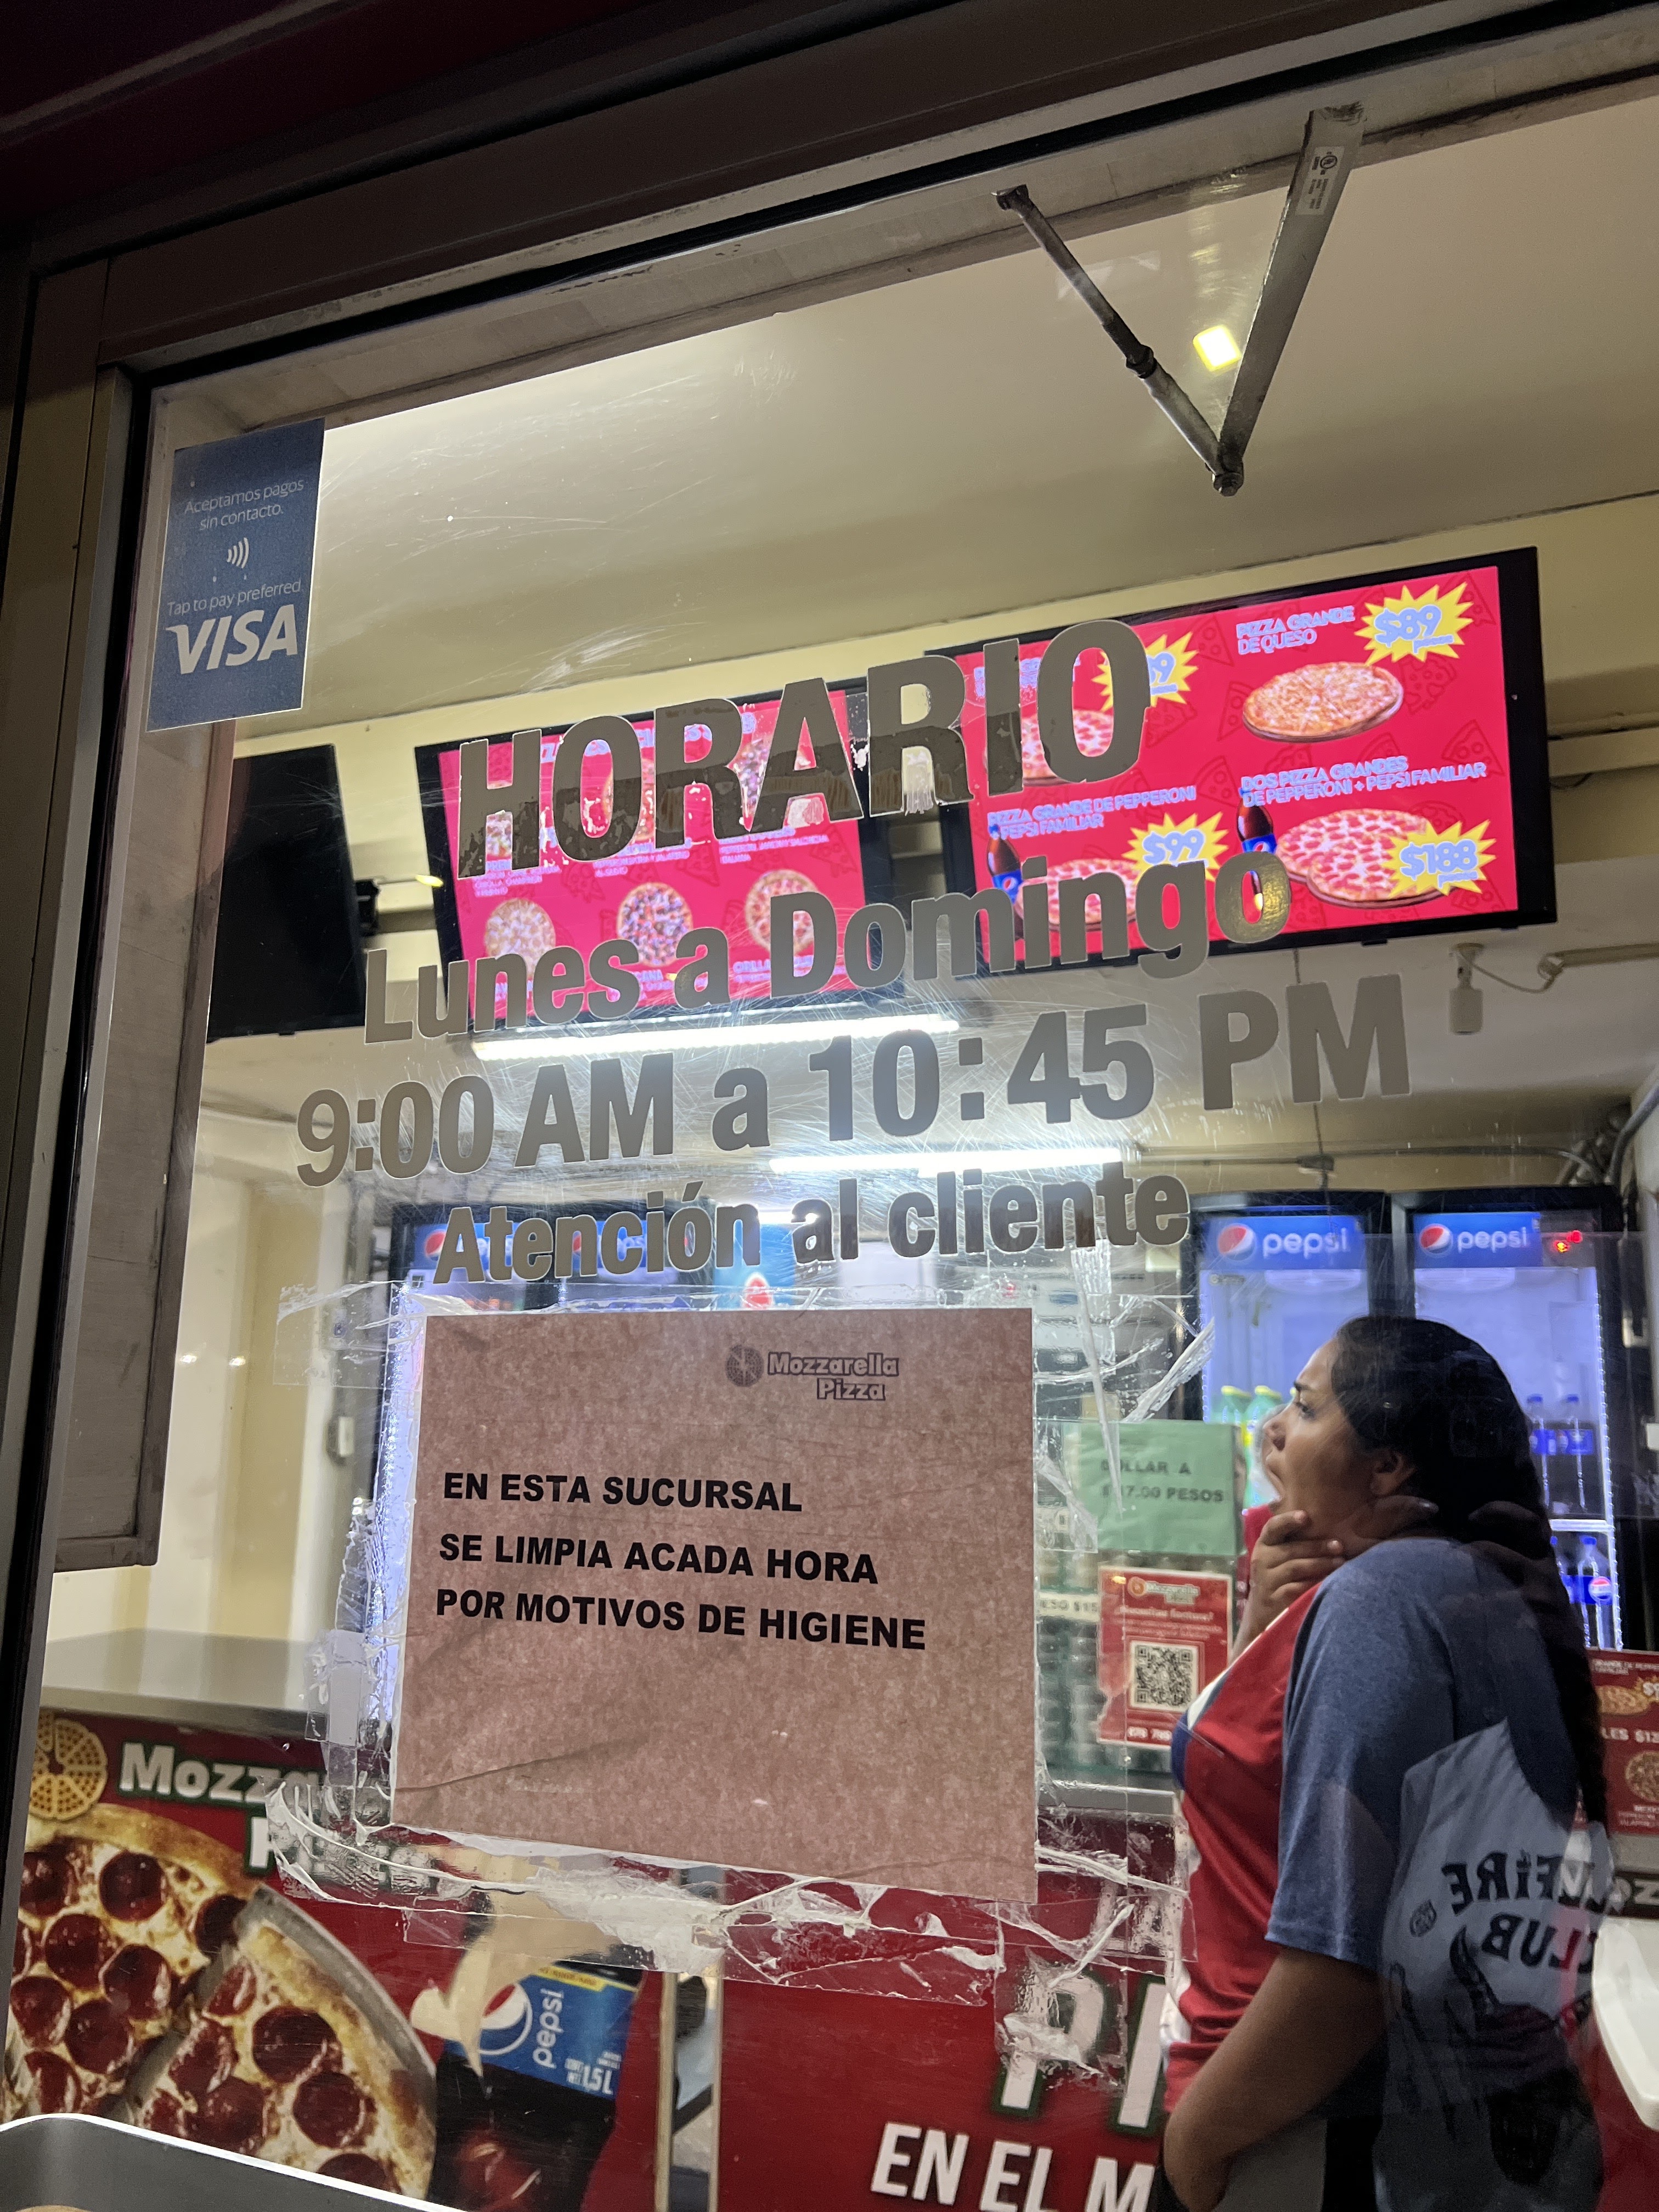 Aceptamos pagos
sin contacto.
Tap to pay preferred
VISA
HORARIO
Lunes a Domingo
9:00 AM a 10:45 PM
Atención al cliente
PIZZA GRANDE
DE QUESO
$89
PIZZA GRANDE DE PEPPERONI
+ PEPSI FAMILIAR
$99
DOS PIZZA GRANDES
DE PEPPERONI + PEPSI FAMILIAR
$188
pepsi
pepsi
Mozzarella
Pizza
EN ESTA SUCURSAL
SE LIMPIA ACADA HORA
POR MOTIVOS DE HIGIENE
A
PESOS
Mozzarella
pepsi
1.5L
EN EL
CLUB